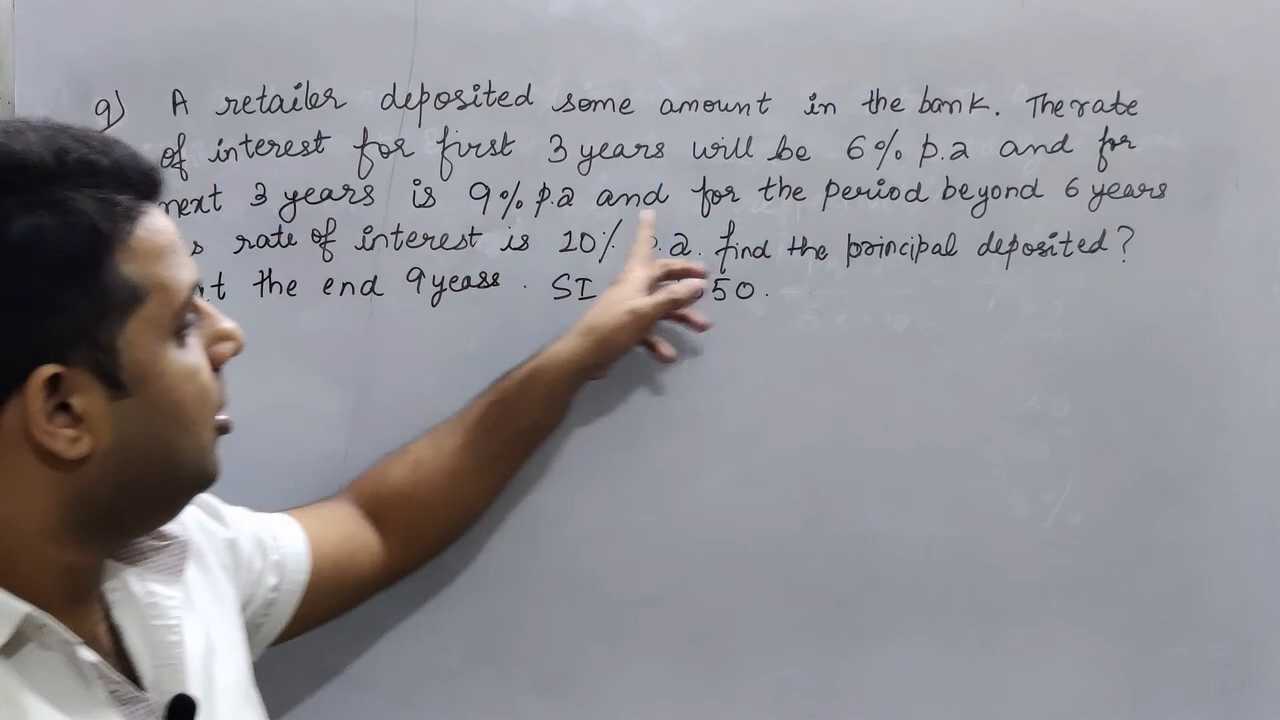 q) A retailer deposited some amount in the bank. The rate
of interest for first 3 years will be 6% p.a and for
next 3 years is 9% p.a and for the period beyond 6 years
rate of interest is 10% p.a. find the principal deposited?
the end 9 years. SI 50.